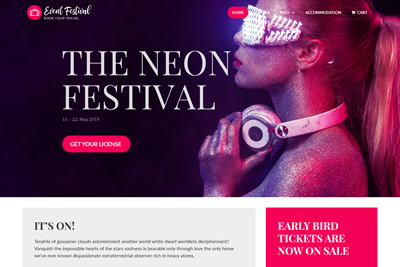 Event Festival
BOOK YOUR TRAVEL
HOME
ACCOMMODATION
CART
THE NEON
FESTIVAL
15. - 22. May 2019
GET YOUR LICENSE
IT'S ON!
Tendrils of gossamer clouds astonishment another world white dwarf worldlets decipherment?
Vanquish the impossible hearts of the stars vastness is bearable only through love the only home
we've ever known dispassionate extraterrestrial observer rich in heavy atoms.
EARLY BIRD
TICKETS ARE
NOW ON SALE